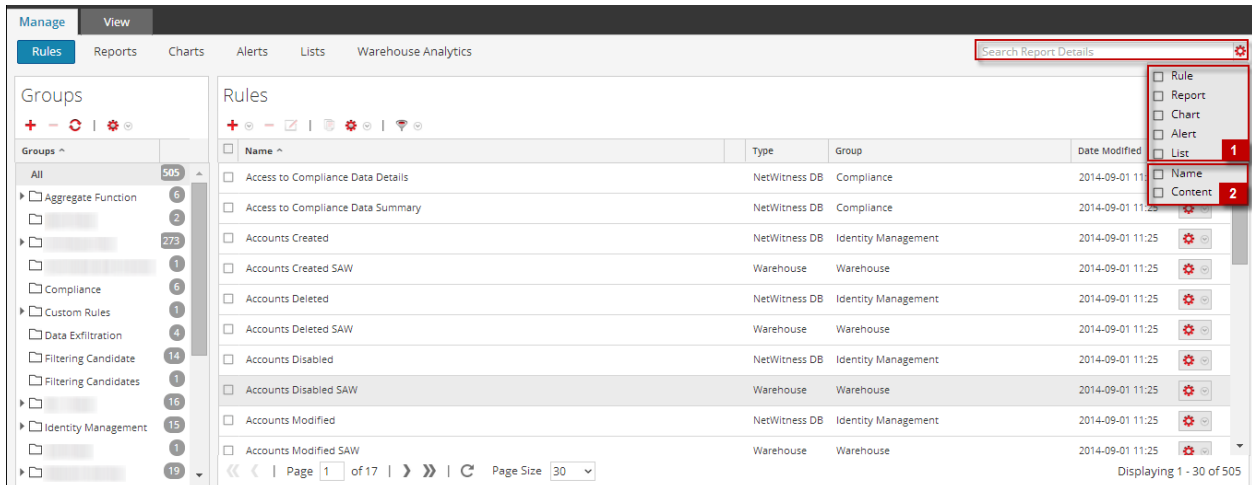 Manage View
Rules Reports Charts Alerts Lists Warehouse Analytics Search Report Details
Rule
Report
Chart
Alert
List 1
Name
Content 2
Groups
Groups
All 505
Aggregate Function 6
2
273
1
Compliance 6
Custom Rules 1
Data Exfiltration 4
Filtering Candidate 14
Filtering Candidates 1
16
Identity Management 15
1
19
Rules
Name Type Group Date Modified
Access to Compliance Data Details NetWitness DB Compliance 2014-09-01 11:
Access to Compliance Data Summary NetWitness DB Compliance 2014-09-01 11:25
Accounts Created NetWitness DB Identity Management 2014-09-01 11:25
Accounts Created SAW Warehouse Warehouse 2014-09-01 11:25
Accounts Deleted NetWitness DB Identity Management 2014-09-01 11:25
Accounts Deleted SAW Warehouse Warehouse 2014-09-01 11:25
Accounts Disabled NetWitness DB Identity Management 2014-09-01 11:25
Accounts Disabled SAW Warehouse Warehouse 2014-09-01 11:25
Accounts Modified NetWitness DB Identity Management 2014-09-01 11:25
Accounts Modified SAW Warehouse Warehouse 2014-09-01 11:25
Page 1 of 17 Page Size 30 Displaying 1 - 30 of 505